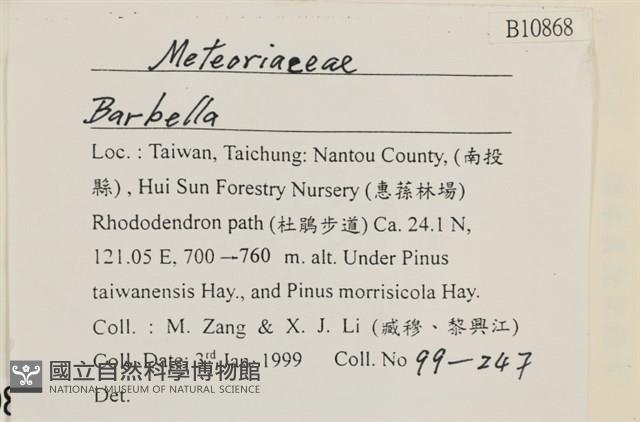 B10868
Meteoriaceae
Barbella
Loc. : Taiwan, Taichung: Nantou County, (南投
縣) , Hui Sun Forestry Nursery (惠蓀林場)
Rhododendron path (杜鵑步道) Ca. 24.1 N,
121.05 E, 700 —760 m. alt. Under Pinus
taiwanensis Hay., and Pinus morrisicola Hay.
Coll. : M. Zang & X. J. Li (臧穆、黎興江)
Coll. Date: 3rd Jan. 1999 Coll. No 99-247
國立自然科學博物館
NATIONAL MUSEUM OF NATURAL SCIENCE
Det.